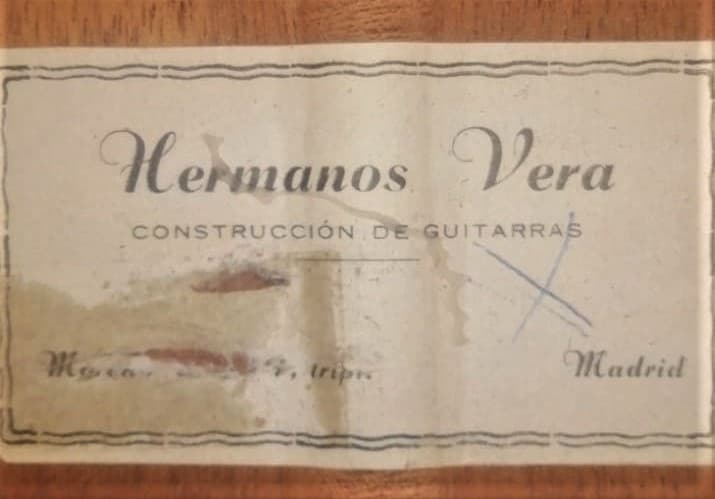 Hermanos Vera
CONSTRUCCIÓN DE GUITARRAS
Madrid